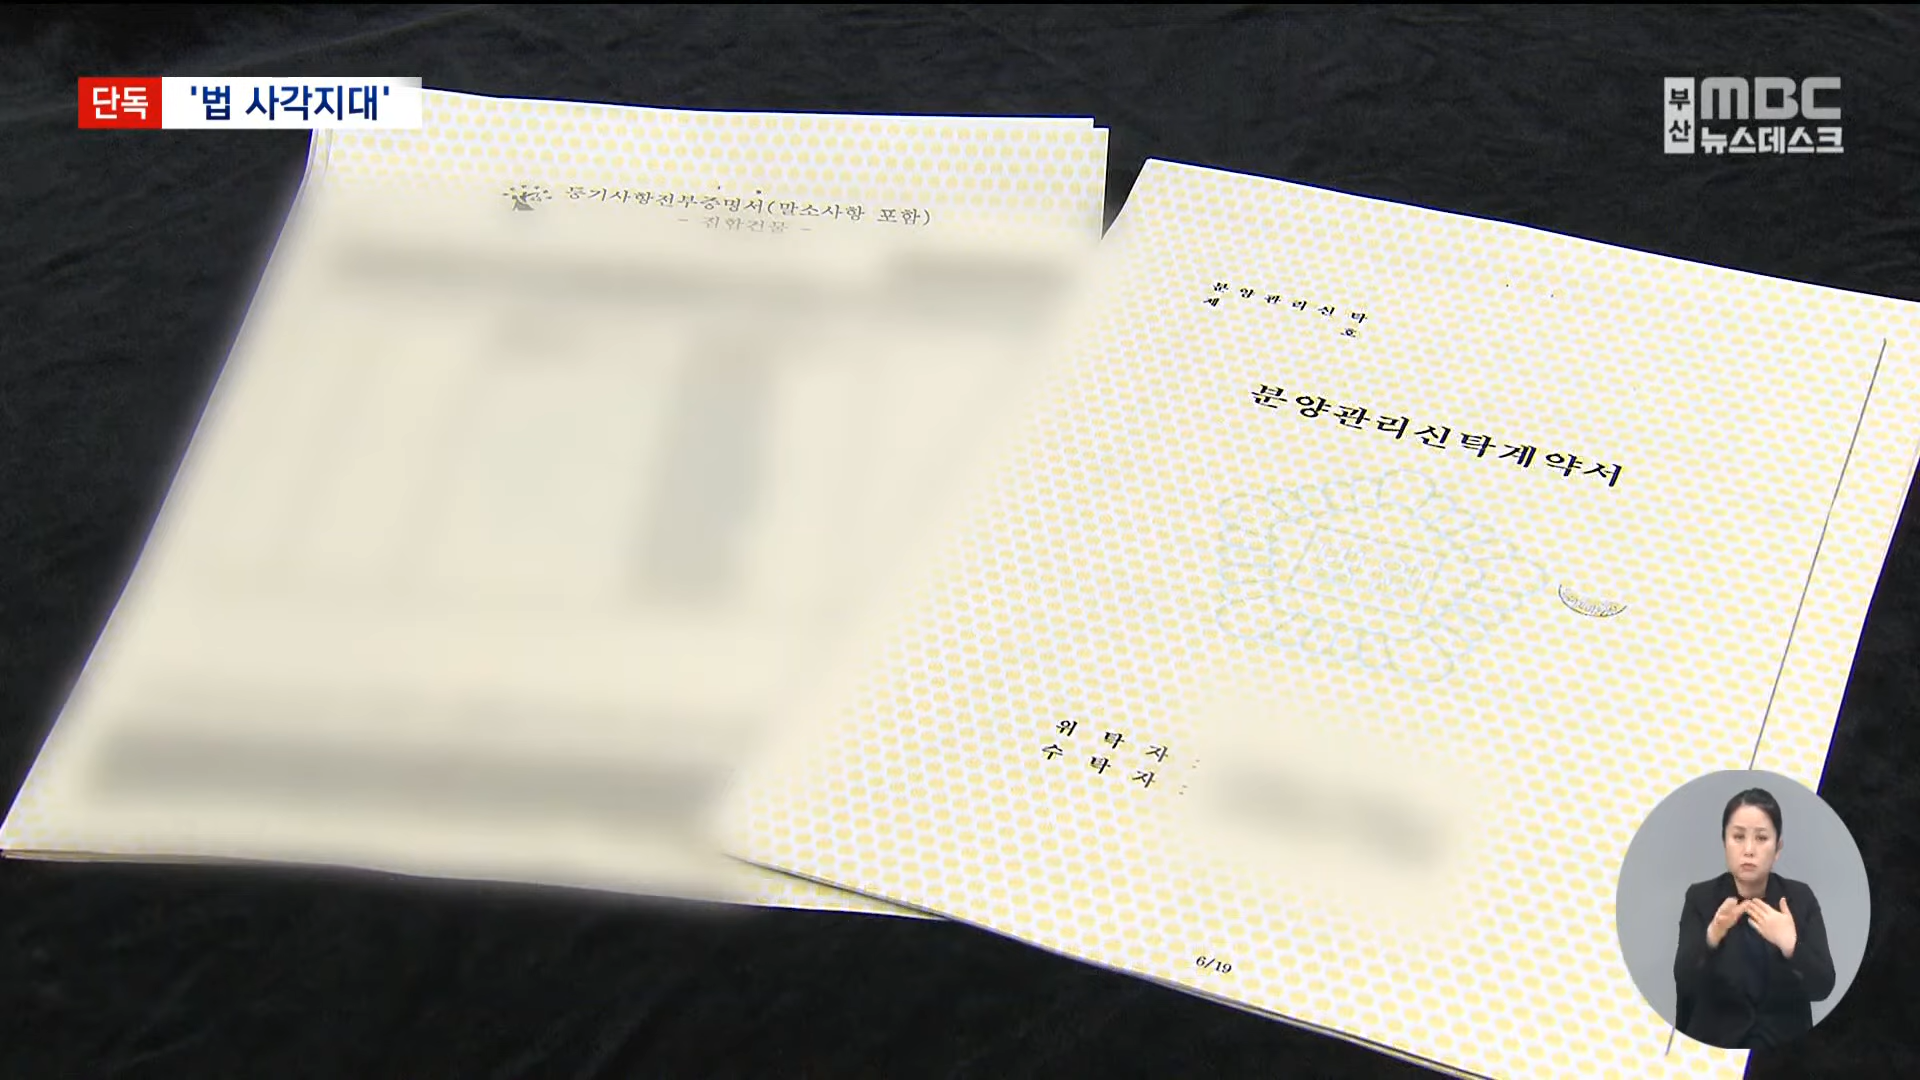 단독 '법 사각지대'
부산 MBC
뉴스데스크
등기사항전부증명서(말소사항 포함)
- 집합건물 -
분양관리신탁
제 호
분양관리신탁계약서
법원
위탁자 :
수탁자 :
6/19